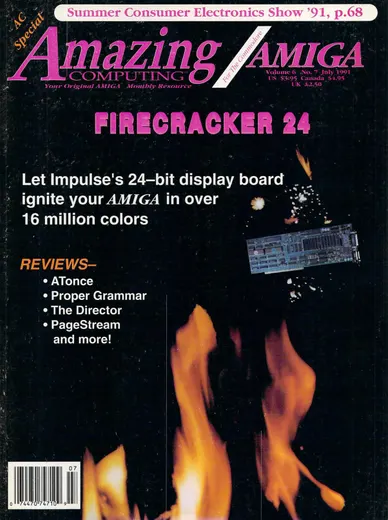 Summer Consumer Electronics Show '91, p.68
AC
Special
Amazing
COMPUTING
For The Commodore
AMIGA
Your Original AMIGA Monthly Resource
Volume 6 No. 7 July 1991
US $3.95 Canada $4.95
UK £2.50
FIRECRACKER 24
Let Impulse's 24–bit display board
ignite your AMIGA in over
16 million colors
REVIEWS–
• ATonce
• Proper Grammar
• The Director
• PageStream
and more!
07